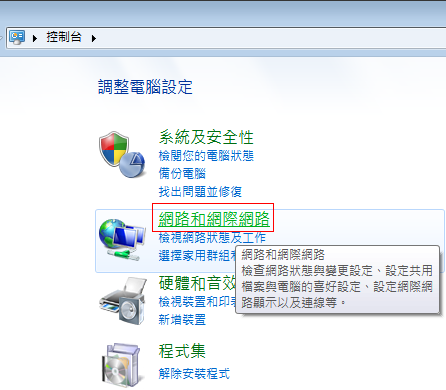 控制台
調整電腦設定
系統及安全性
檢閱您的電腦狀態
備份電腦
找出問題並修復
網路和網際網路
檢視網路狀態及工作
選擇家用群組和
網路和網際網路
檢查網路狀態與變更設定、設定共用
檔案與電腦的喜好設定、設定網際網
路顯示以及連線等。
硬體和音效
檢視裝置和印表
新增裝置
程式集
解除安裝程式